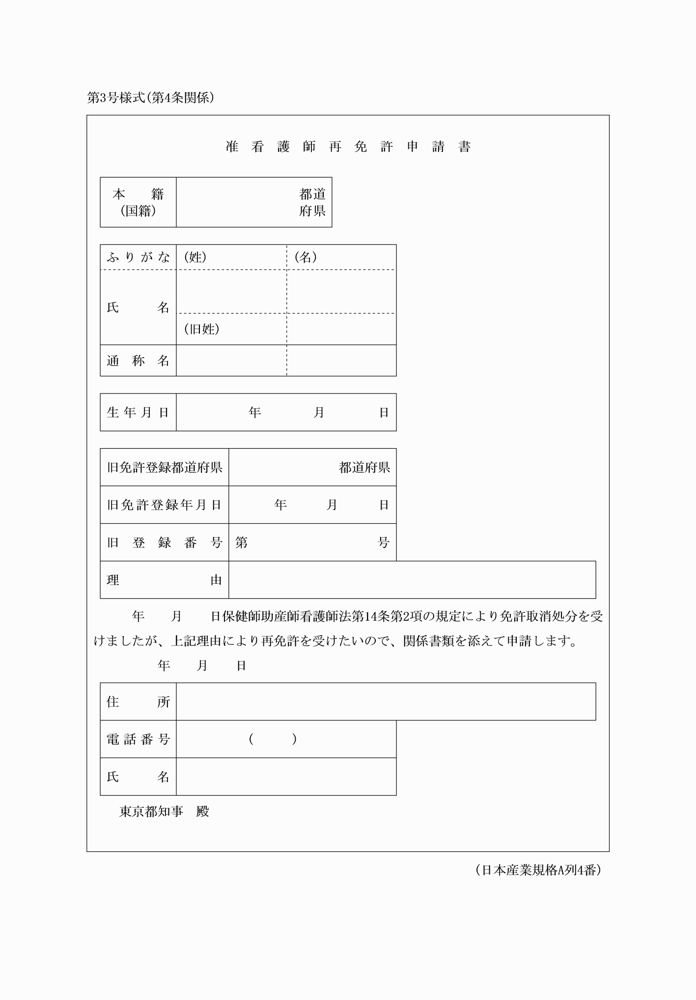 第3号様式(第4条関係)
准看護師再免許申請書
本籍 都道
(国籍) 府県
ふりがな (姓) (名)
氏名
(旧姓)
通称名
生年月日 年 月 日
旧免許登録都道府県 都道府県
旧免許登録年月日 年 月 日
旧登録番号 第 号
理由
年 月 日保健師助産師看護師法第14条第2項の規定により免許取消処分を受
けましたが、上記理由により再免許を受けたいので、関係書類を添えて申請します。
年 月 日
住所
電話番号 ( )
氏名
東京都知事 殿
(日本産業規格A列4番)